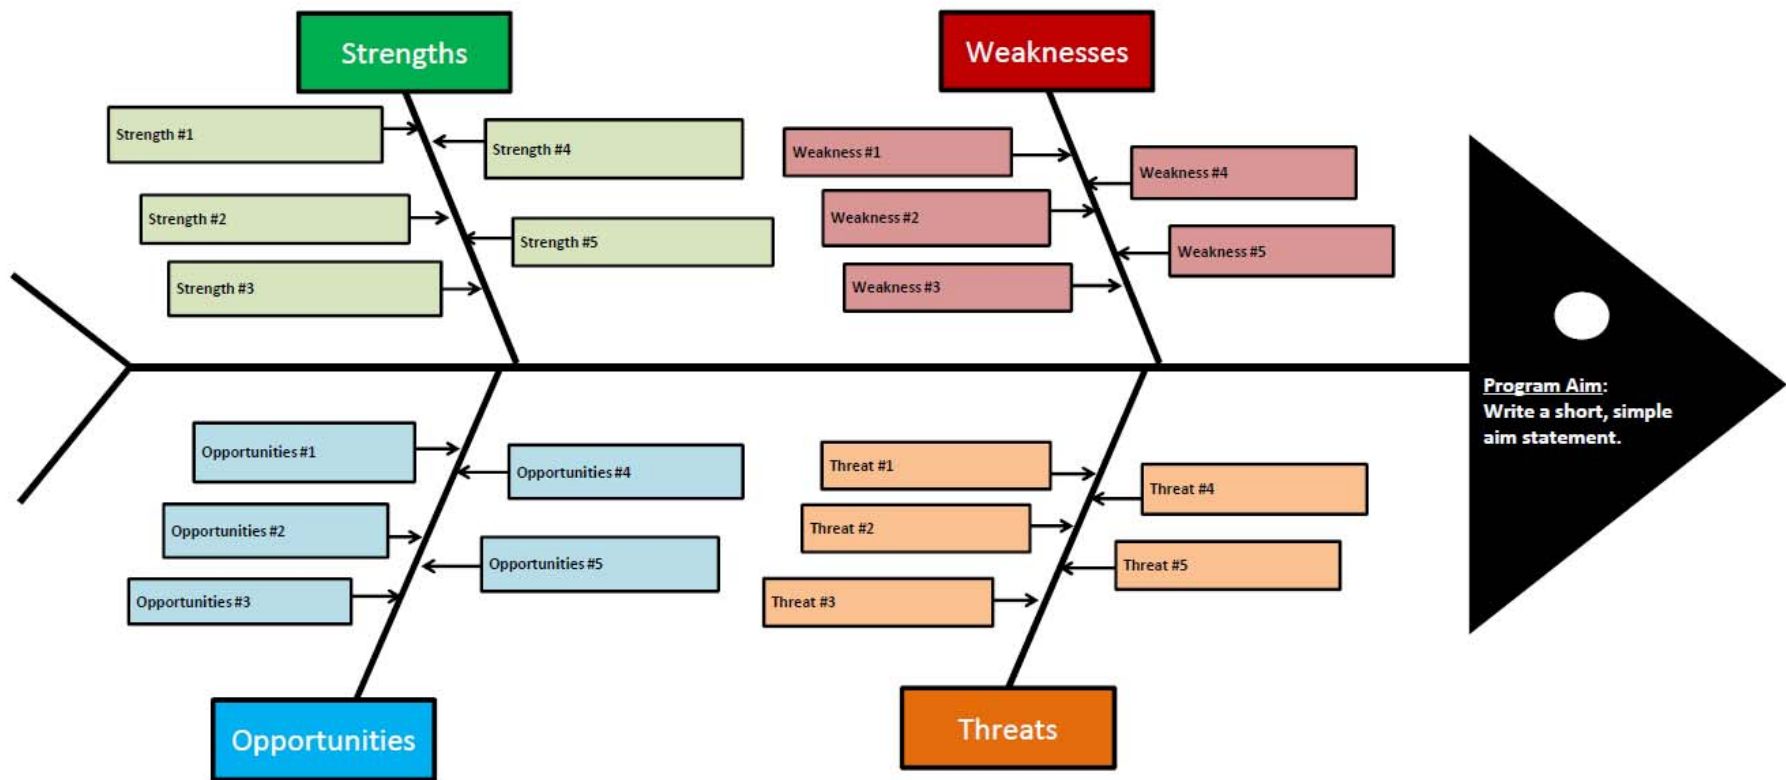 Strengths
Strength #1
Strength #2
Strength #3
Strength #4
Strength #5
Weaknesses
Weakness #1
Weakness #2
Weakness #3
Weakness #4
Weakness #5
Opportunities #1
Opportunities #2
Opportunities #3
Opportunities #4
Opportunities #5
Opportunities
Threat #1
Threat #2
Threat #3
Threat #4
Threat #5
Threats
Program Aim:
Write a short, simple
aim statement.